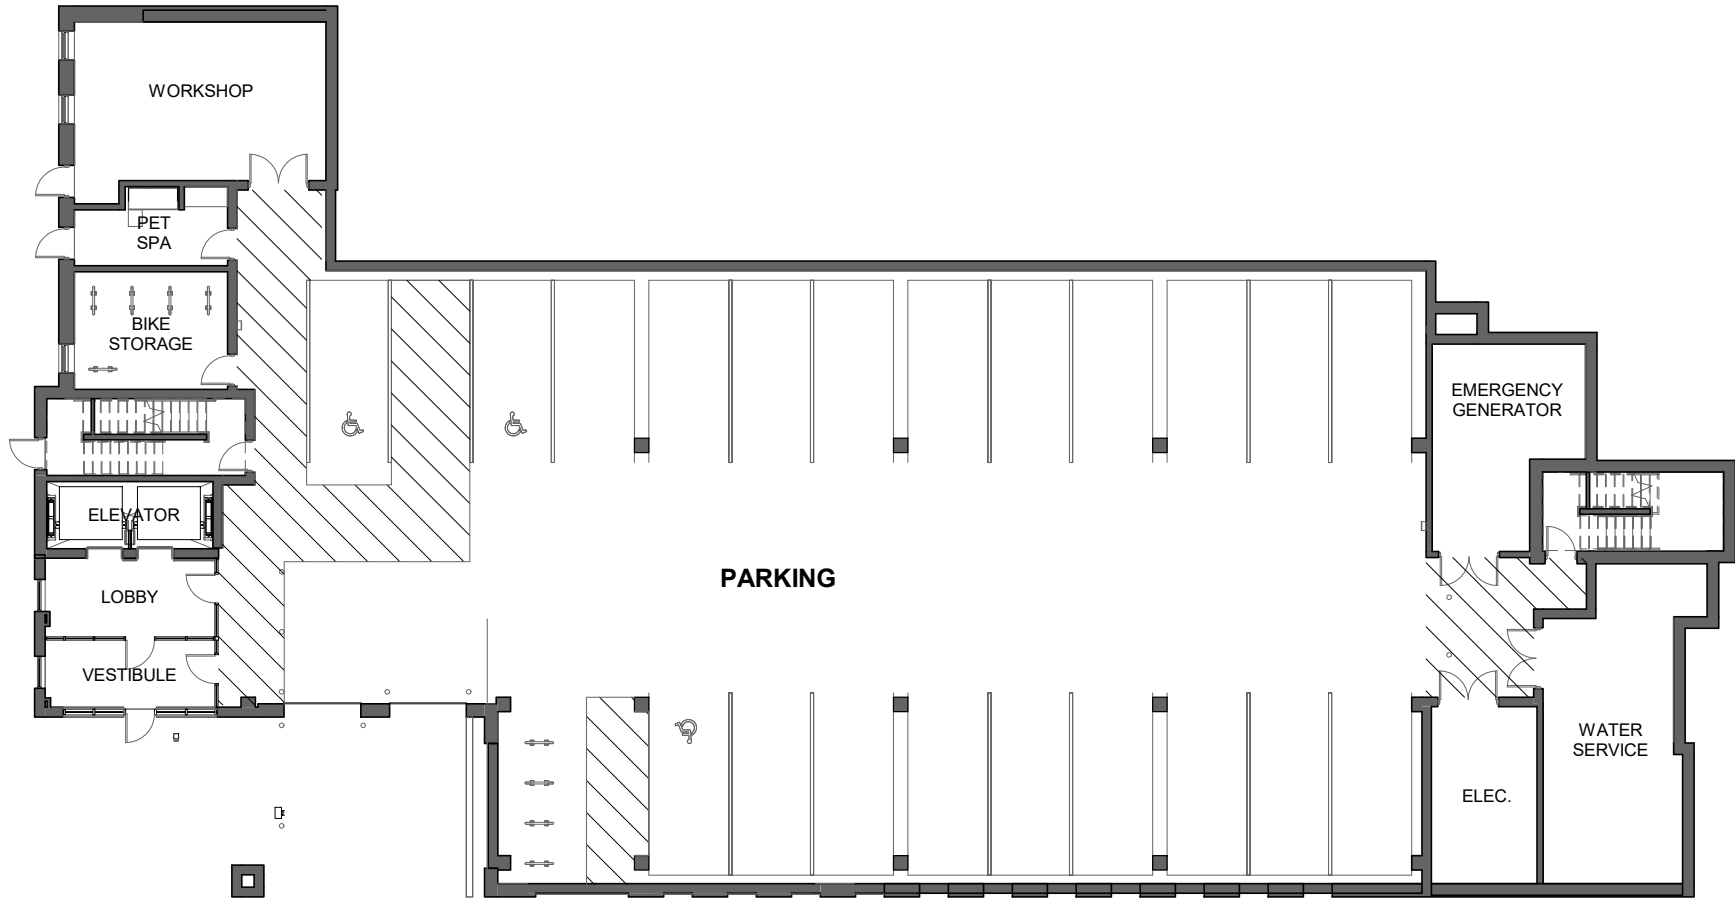 WORKSHOP
PET
SPA
BIKE
STORAGE
ELEVATOR
LOBBY
VESTIBULE
PARKING
EMERGENCY
GENERATOR
WATER
SERVICE
ELEC.